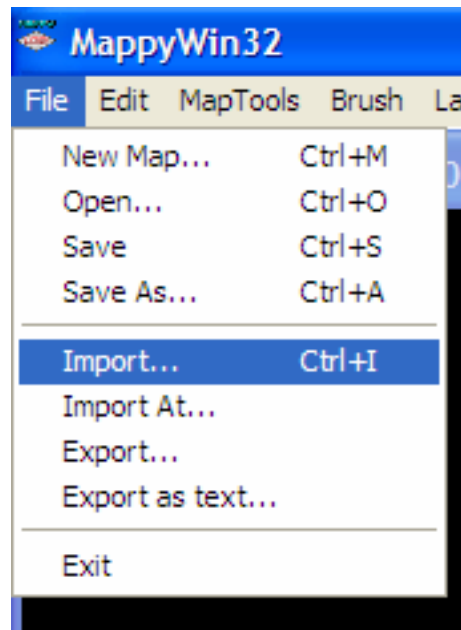 MappyWin32
File Edit MapTools Brush
New Map... Ctrl+M
Open... Ctrl+O
Save Ctrl+S
Save As... Ctrl+A
Import... Ctrl+I
Import At...
Export...
Export as text...
Exit